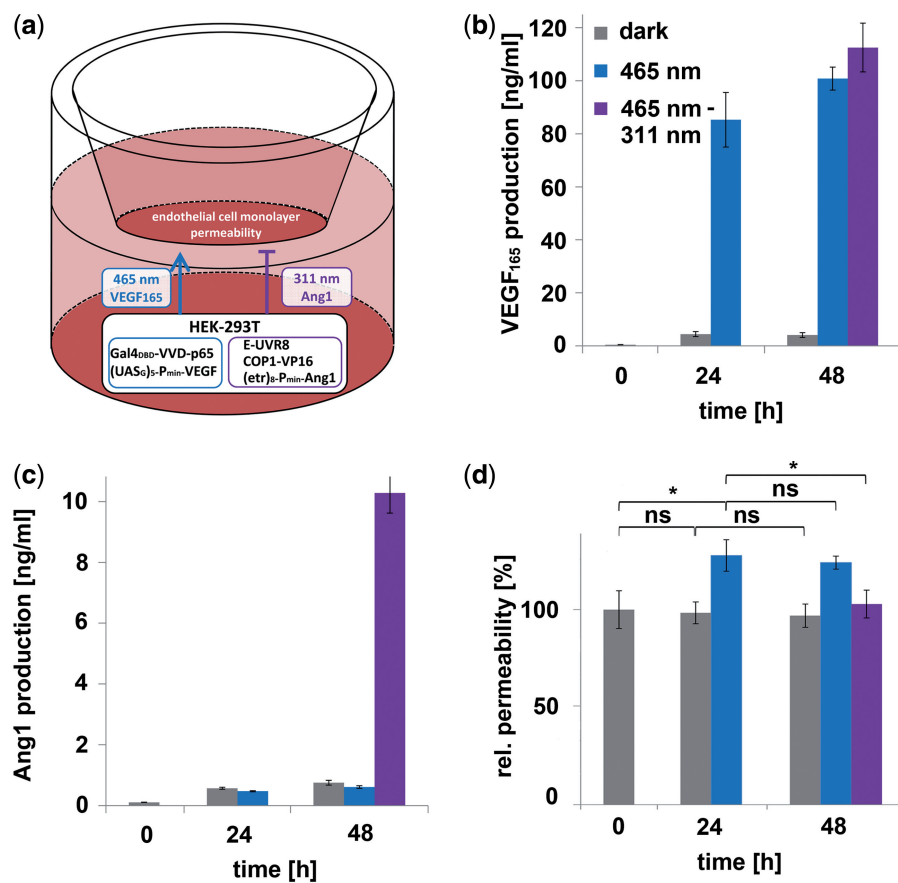 (a)
endothelial cell monolayer
permeability
465 nm
VEGF165
311 nm
Ang1
HEK-293T
Gal4DBD-VVD-p65
(UASG)5-Pmin-VEGF
E-UVR8
COP1-VP16
(etr)8-Pmin-Ang1
(b)
VEGF165 production [ng/ml]
120
100
80
60
40
20
0
dark
465 nm
465 nm -
311 nm
0 24 48
time [h]
(c)
Ang1 production [ng/ml]
10
8
6
4
2
0
0 24 48
time [h]
(d)
* *
ns
ns ns
rel. permeability [%]
100
50
0
0 24 48
time [h]